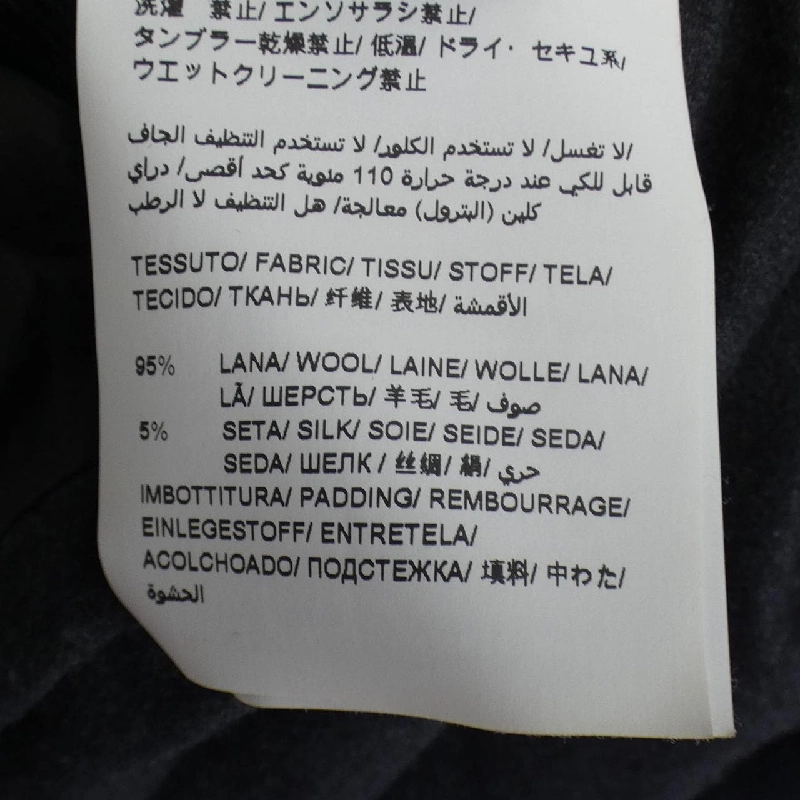 洗濯 禁止/ エンソサラシ禁止/
タンブラー乾燥禁止/ 低温/ ドライ・ セキユ系/
ウエットクリーニング禁止
لا تغسل/ لا تستخدم الكلور/ لا تستخدم التنظيف الجاف/
قابل للكي عند درجة حرارة 110 مئوية كحد أقصى/ دراي
كلين (البترول) معالجة/ هل التنظيف لا الرطب
TESSUTO/ FABRIC/ TISSU/ STOFF/ TELA/
TECIDO/ ТКАНЬ/ 纤维/ 表地/ الأقمشة
95% LANA/ WOOL/ LAINE/ WOLLE/ LANA/
LÃ/ ШЕРСТЬ/ 羊毛/ 毛/ صوف
5% SETA/ SILK/ SOIE/ SEIDE/ SEDA/
SEDA/ ШЕЛК / 丝绸/ 絹/ حري
IMBOTTITURA/ PADDING/ REMBOURRAGE/
EINLEGESTOFF/ ENTRETELA/
ACOLCHOADO/ ПОДСТЕЖКА/ 填料/ 中わた/
الحشوة